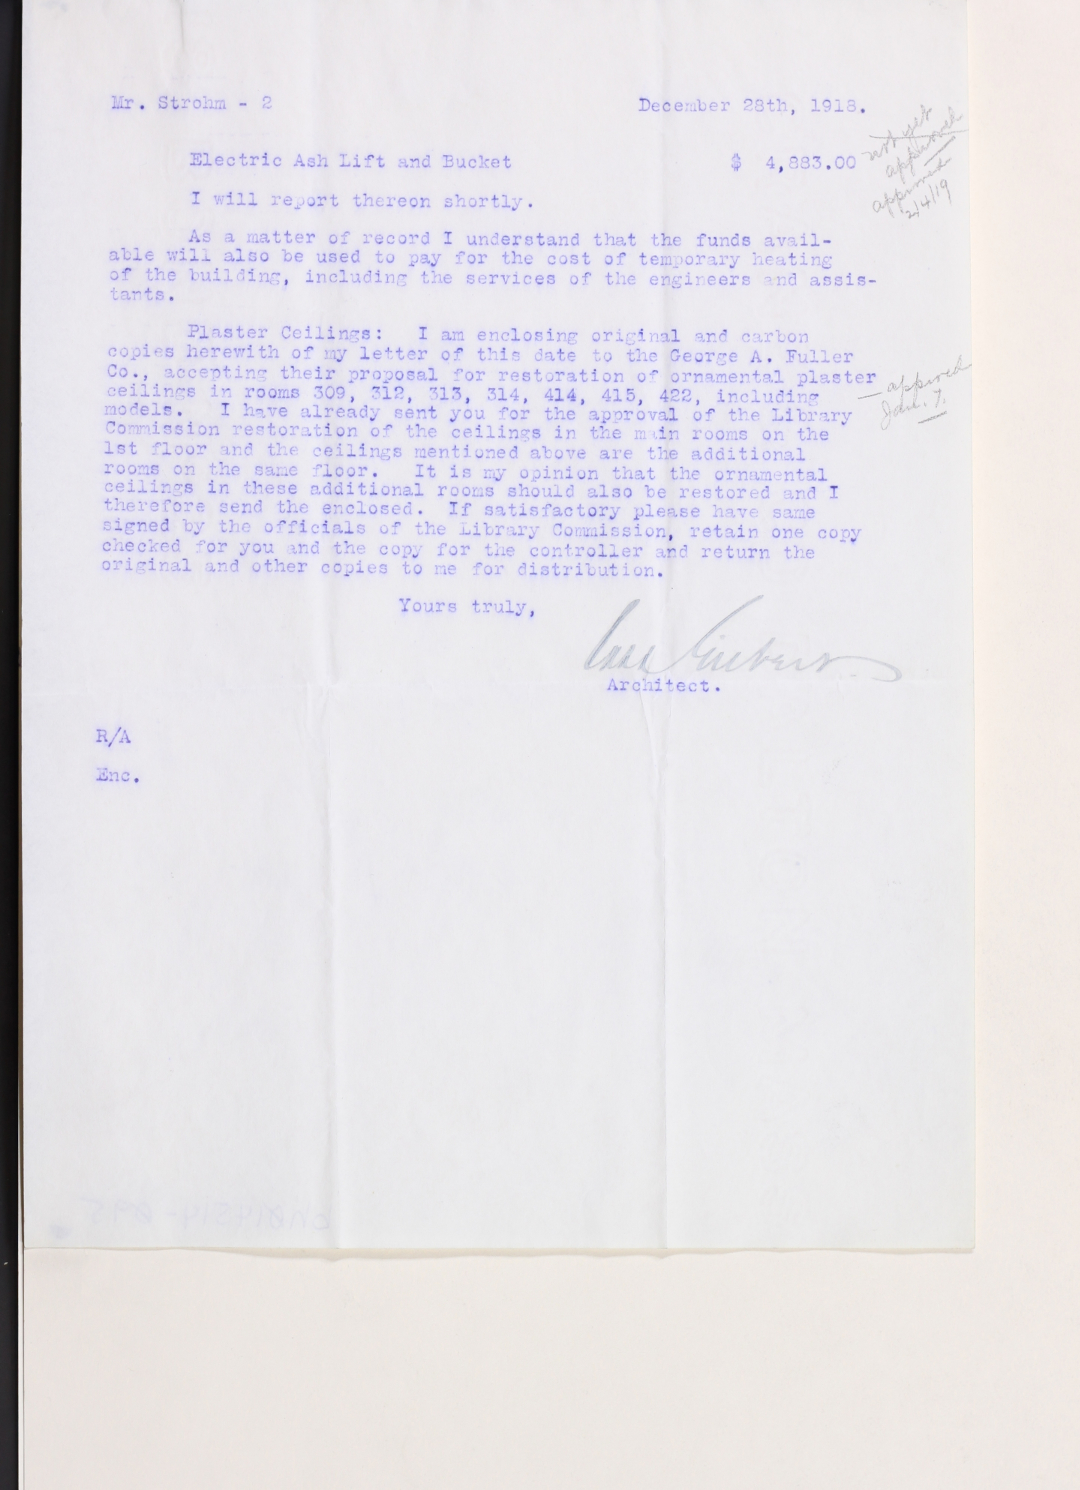 Mr. Strohm - 2 December 28th, 1918.
Electric Ash Lift and Bucket $ 4,883.00
not yet
approved
approved
2/4/19
I will report thereon shortly.
As a matter of record I understand that the funds avail-
able will also be used to pay for the cost of temporary heating
of the building, including the services of the engineers and assis-
tants.
Plaster Ceilings: I am enclosing original and carbon
copies herewith of my letter of this date to the George A. Fuller
Co., accepting their proposal for restoration of ornamental plaster
ceilings in rooms 309, 312, 313, 314, 414, 415, 422, including
models. I have already sent you for the approval of the Library
Commission restoration of the ceilings in the main rooms on the
1st floor and the ceilings mentioned above are the additional
rooms on the same floor. It is my opinion that the ornamental
ceilings in these additional rooms should also be restored and I
therefore send the enclosed. If satisfactory please have same
signed by the officials of the Library Commission, retain one copy
checked for you and the copy for the controller and return the
original and other copies to me for distribution.
approved
Jan. 7.
Yours truly,
Cass Gilbert
Architect.
R/A
Enc.